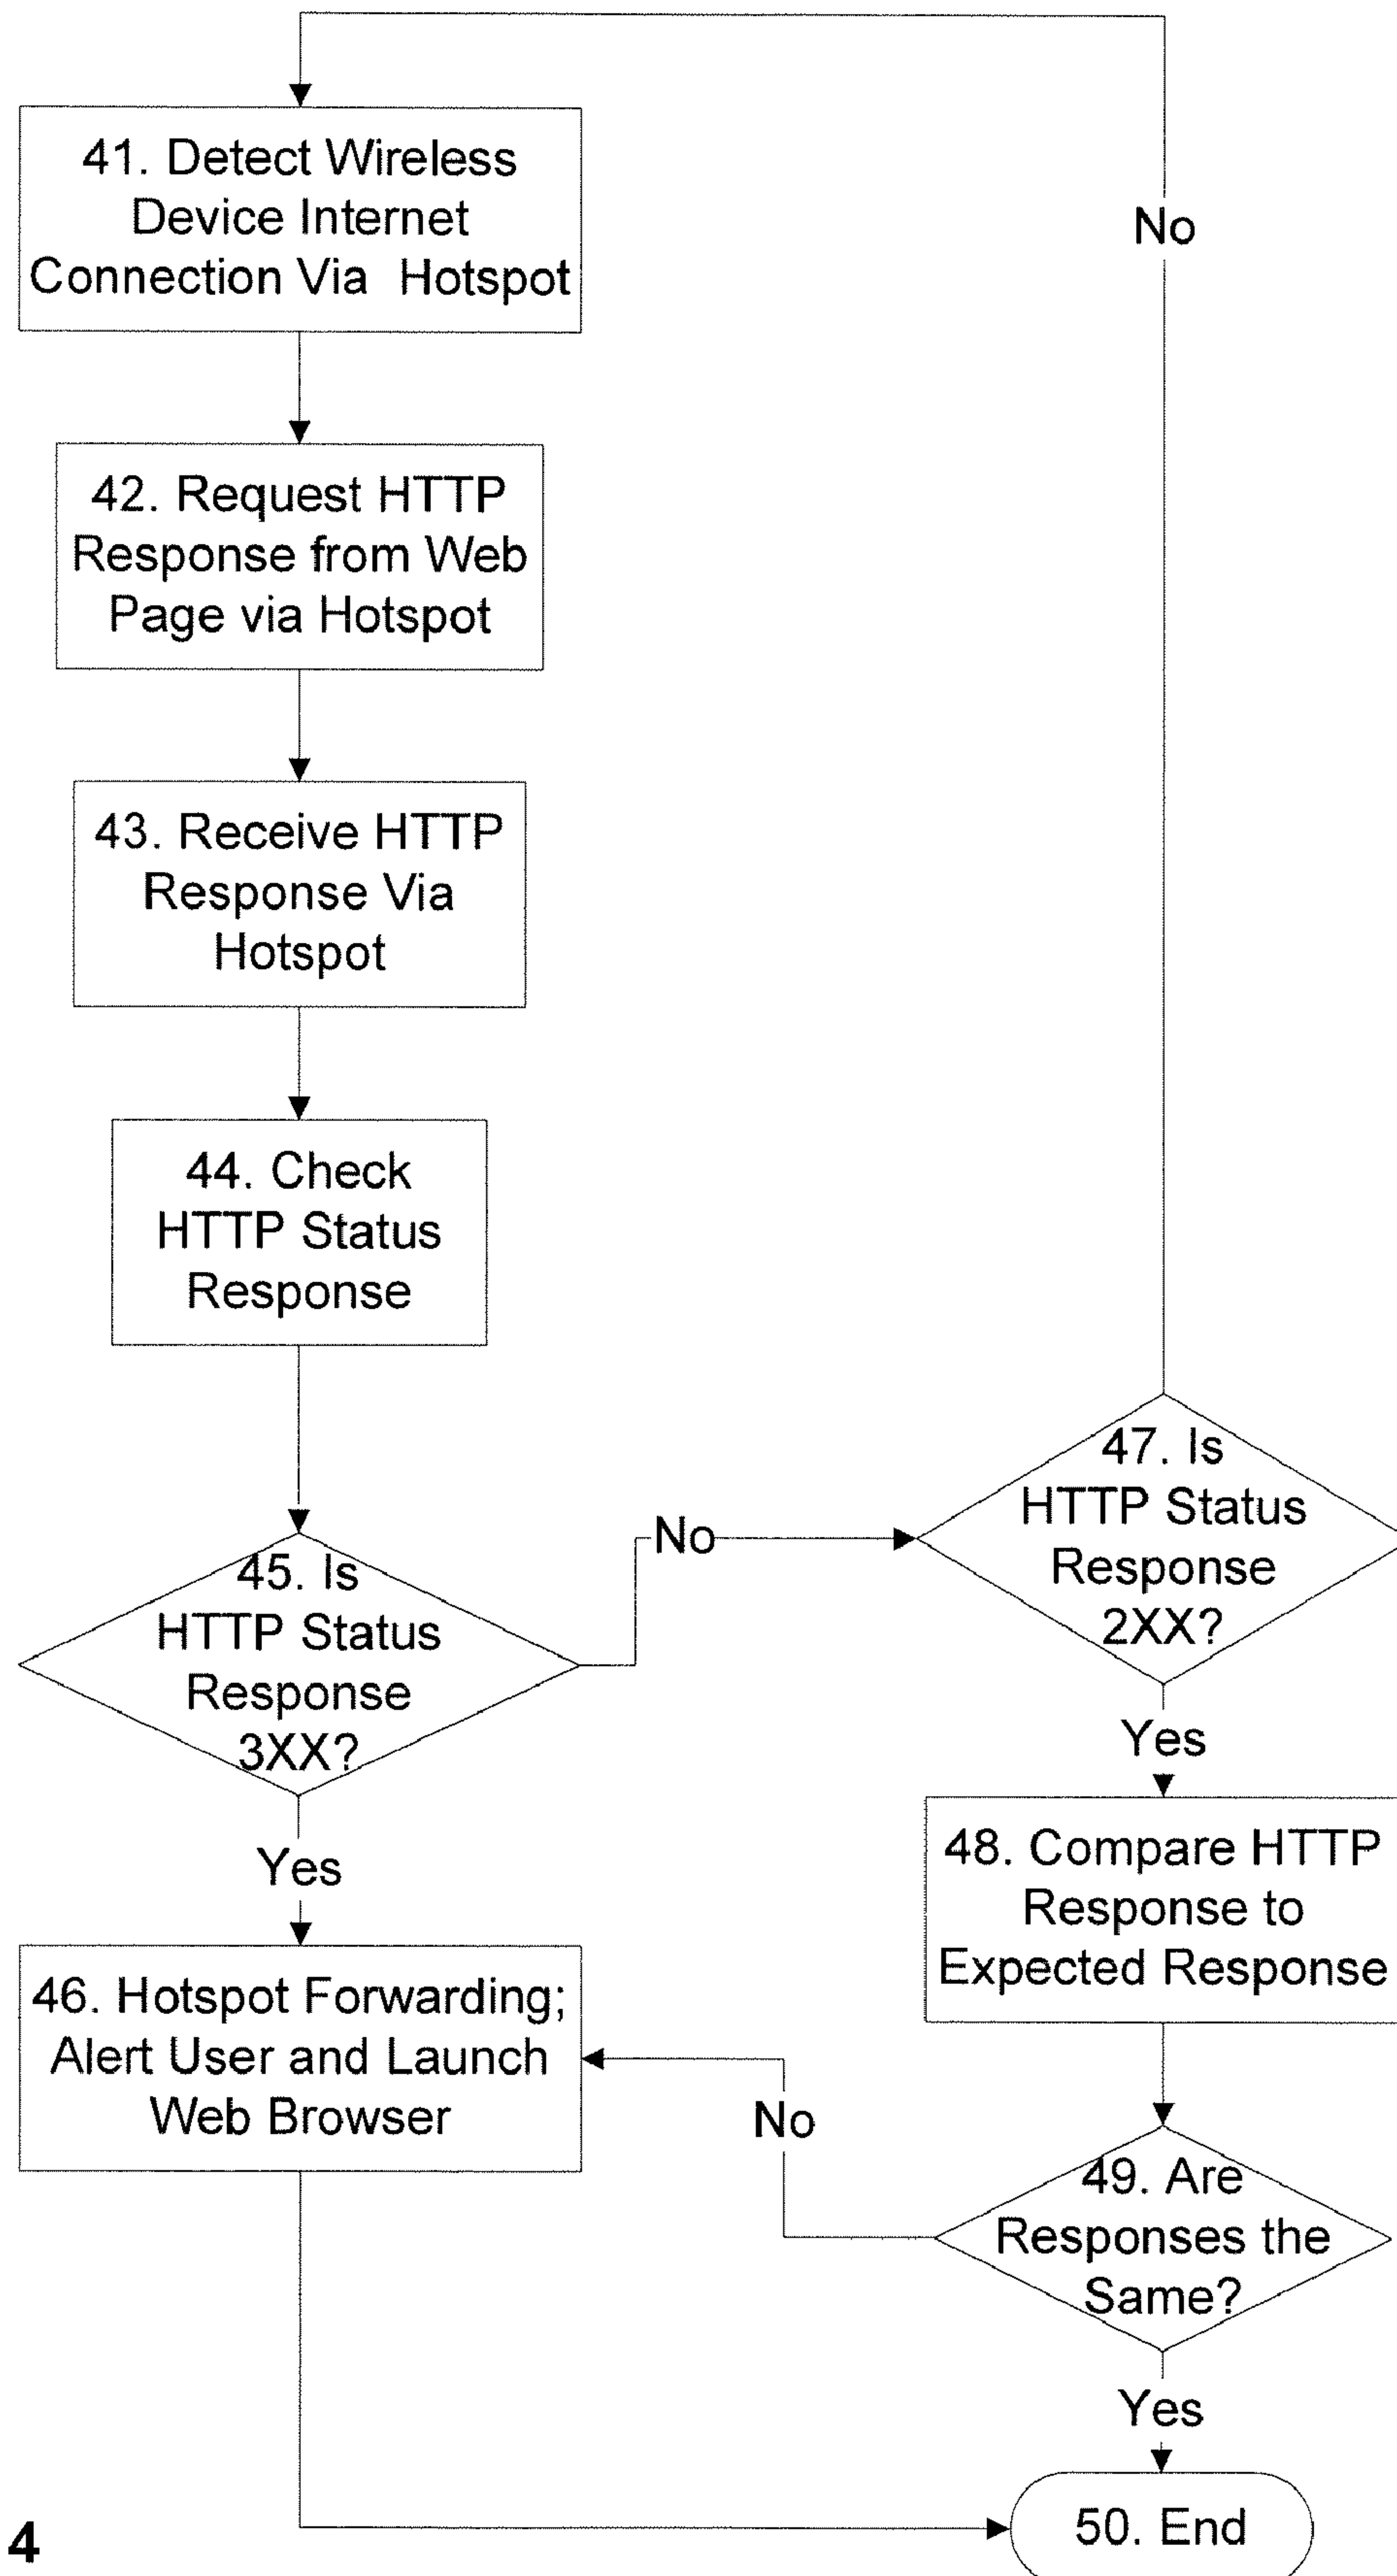 41. Detect Wireless
Device Internet
Connection Via Hotspot
42. Request HTTP
Response from Web
Page via Hotspot
43. Receive HTTP
Response Via
Hotspot
44. Check
HTTP Status
Response
45. Is
HTTP Status
Response
3XX?
Yes
No
46. Hotspot Forwarding;
Alert User and Launch
Web Browser
47. Is
HTTP Status
Response
2XX?
No
Yes
48. Compare HTTP
Response to
Expected Response
49. Are
Responses the
Same?
No
Yes
50. End
4